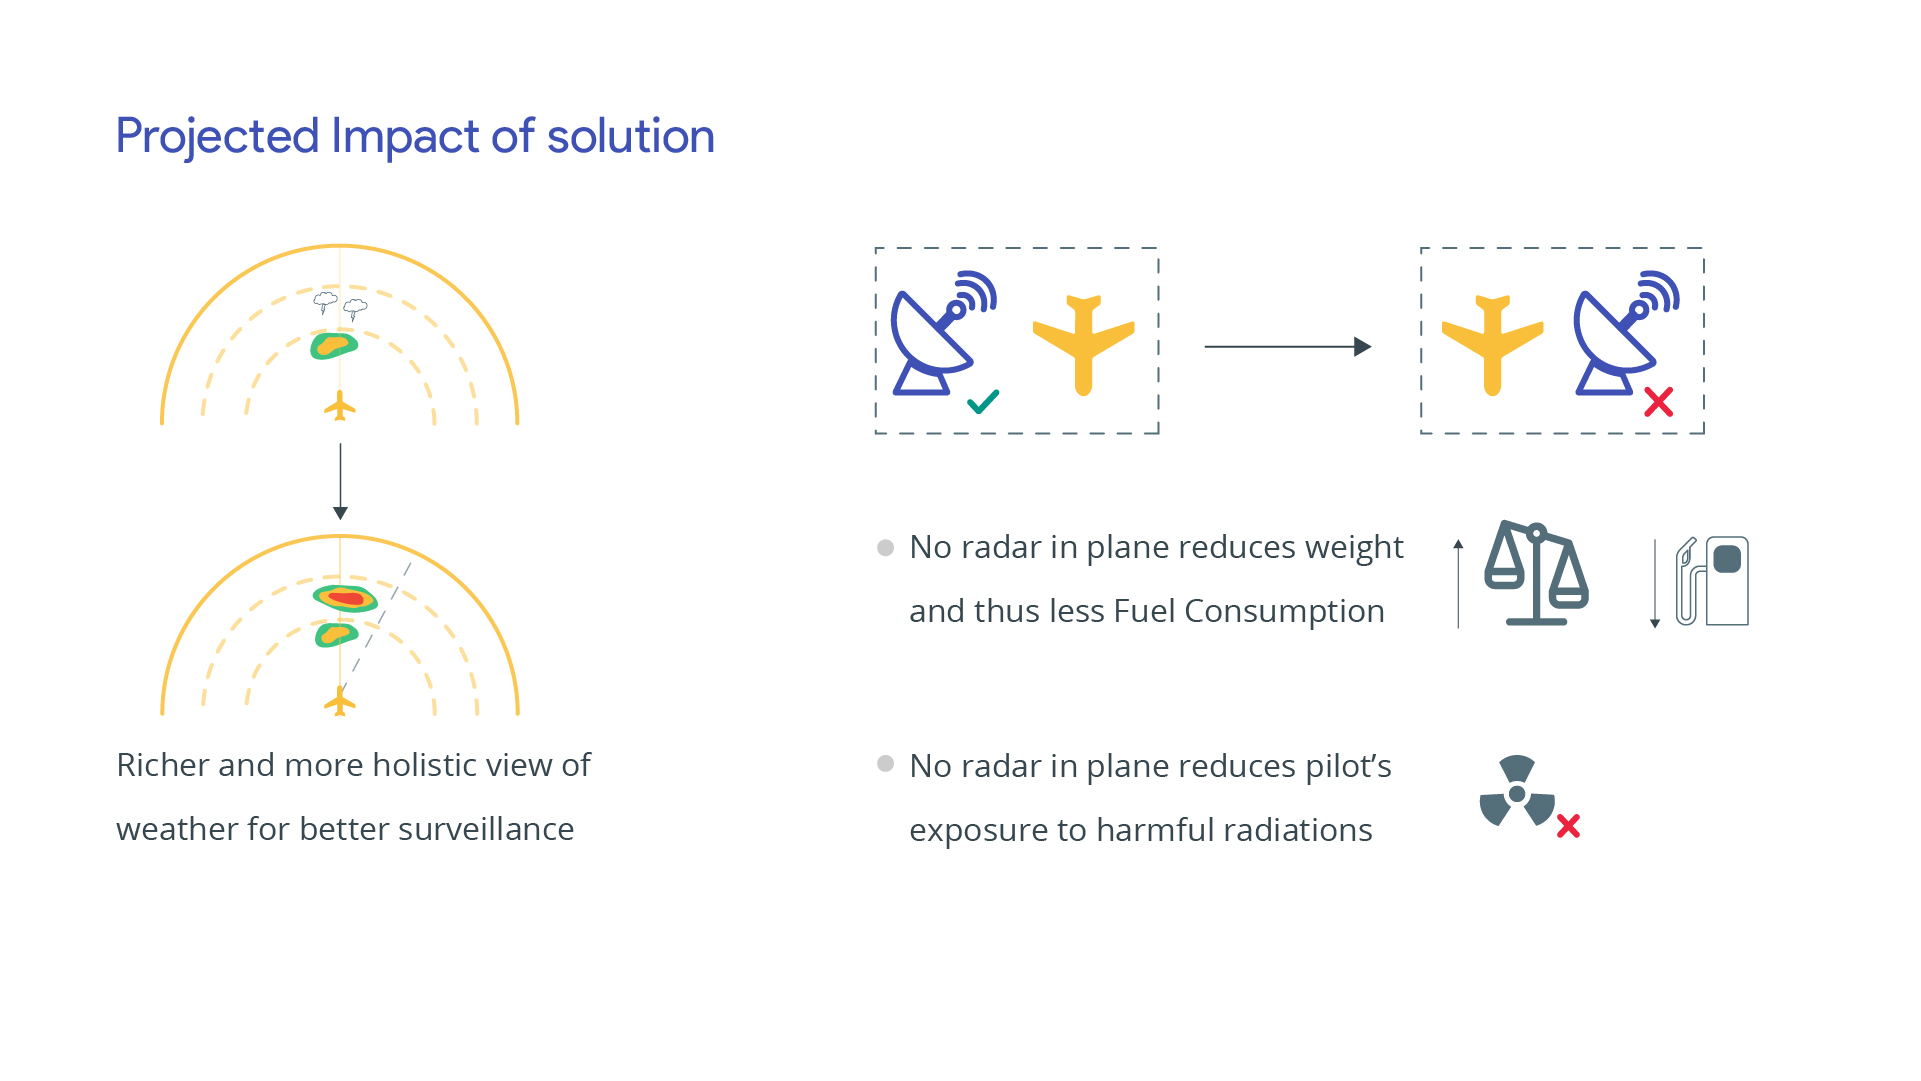 Projected Impact of solution
Richer and more holistic view of
weather for better surveillance
No radar in plane reduces weight
and thus less Fuel Consumption
No radar in plane reduces pilot’s
exposure to harmful radiations